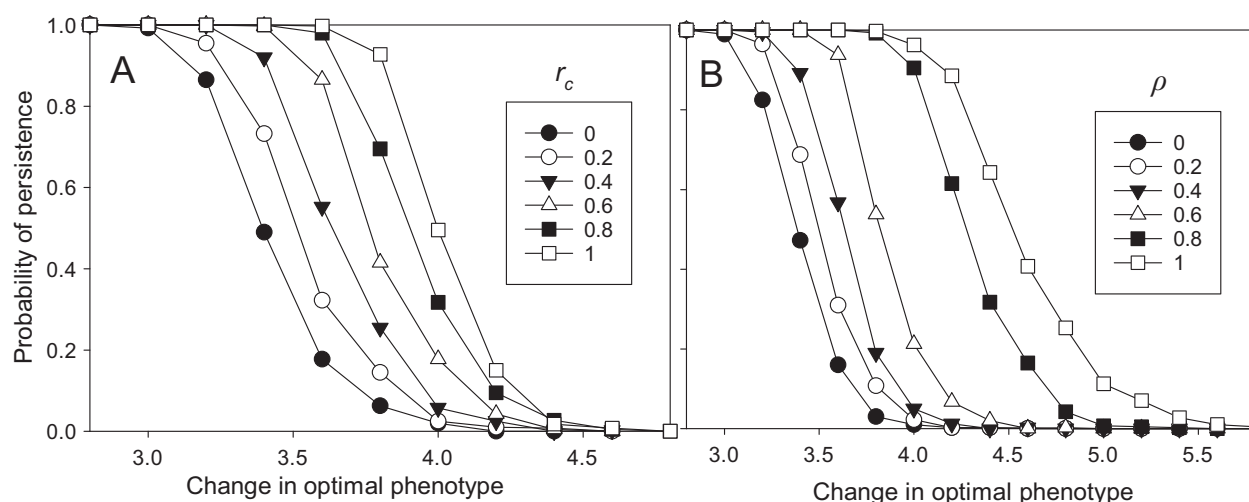 A
r_c
0
0.2
0.4
0.6
0.8
1
Probability of persistence
1.0
0.8
0.6
0.4
0.2
0.0
3.0 3.5 4.0 4.5
Change in optimal phenotype
B
ρ
0
0.2
0.4
0.6
0.8
1
3.0 3.5 4.0 4.5 5.0 5.5
Change in optimal phenotype